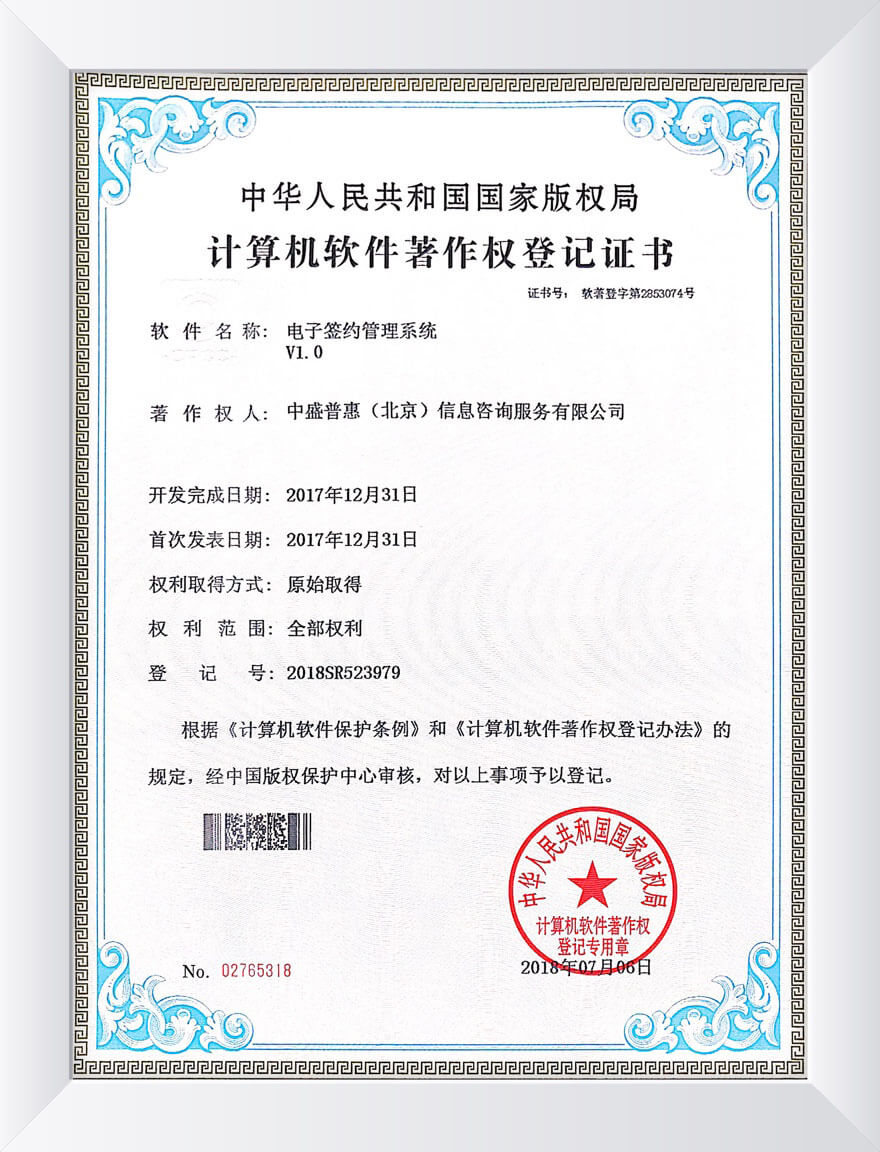 中华人民共和国国家版权局
计算机软件著作权登记证书
证书号： 软著登字第2853074号
软件名称： 电子签约管理系统
V1.0
著作权人： 中盛普惠（北京）信息咨询服务有限公司
开发完成日期： 2017年12月31日
首次发表日期： 2017年12月31日
权利取得方式： 原始取得
权利范围： 全部权利
登记号： 2018SR523979
根据《计算机软件保护条例》和《计算机软件著作权登记办法》的
规定，经中国版权保护中心审核，对以上事项予以登记。
中华人民共和国国家版权局
计算机软件著作权
登记专用章
No. 02765318
2018年07月06日